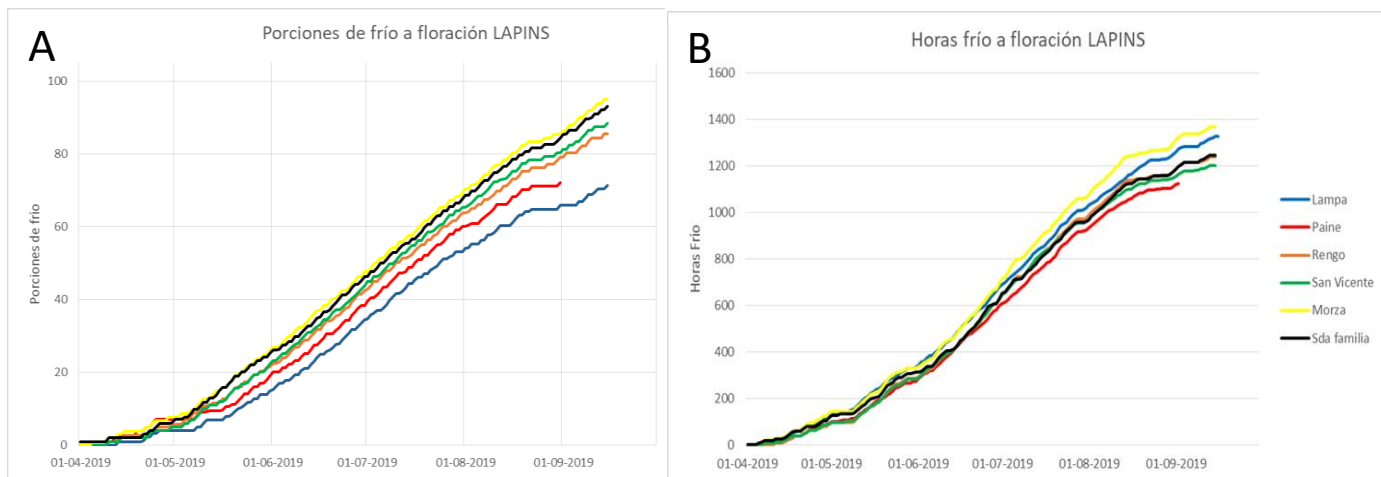 A
Porciones de frío a floración LAPINS
Porciones de frío
100
80
60
40
20
0
01-04-2019 01-05-2019 01-06-2019 01-07-2019 01-08-2019 01-09-2019
B
Horas frío a floración LAPINS
Horas Frío
1600
1400
1200
1000
800
600
400
200
0
01-04-2019 01-05-2019 01-06-2019 01-07-2019 01-08-2019 01-09-2019
Lampa
Paine
Rengo
San Vicente
Morza
Sda familia